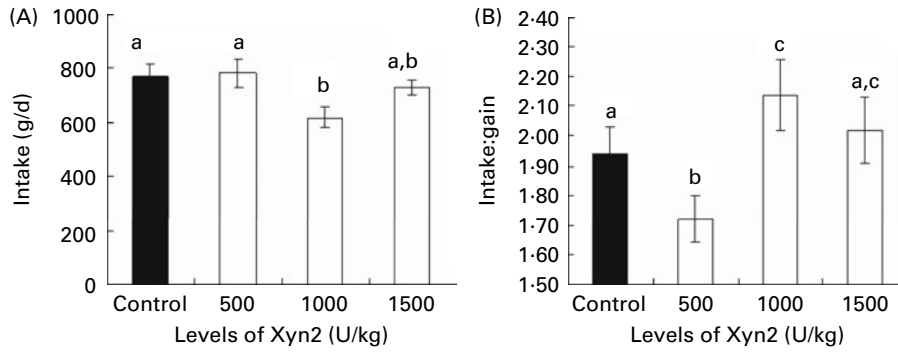 (A)
1000
800
600
400
200
0
Intake (g/d)
a
a
b
a,b
Control 500 1000 1500
Levels of Xyn2 (U/kg)
(B)
2·40
2·30
2·20
2·10
2·00
1·90
1·80
1·70
1·60
1·50
Intake:gain
a
b
c
a,c
Control 500 1000 1500
Levels of Xyn2 (U/kg)